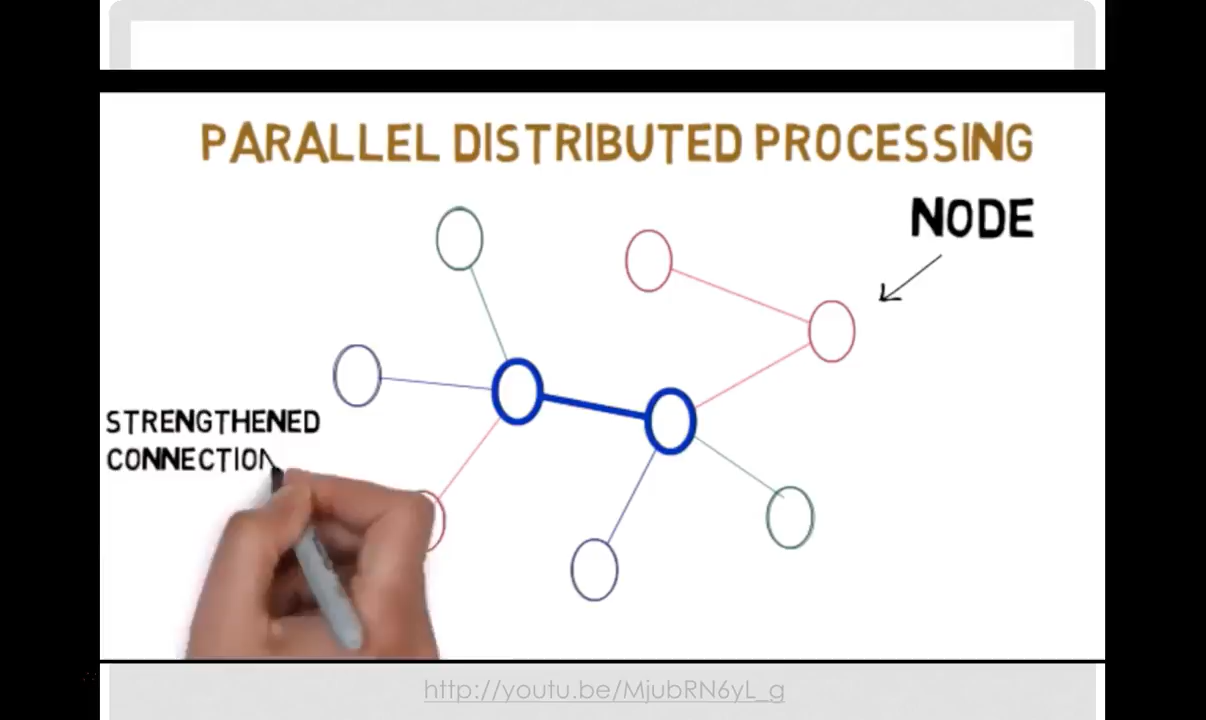 PARALLEL DISTRIBUTED PROCESSING
NODE
STRENGTHENED
CONNECTION
http://youtu.be/MjubRN6yL_g